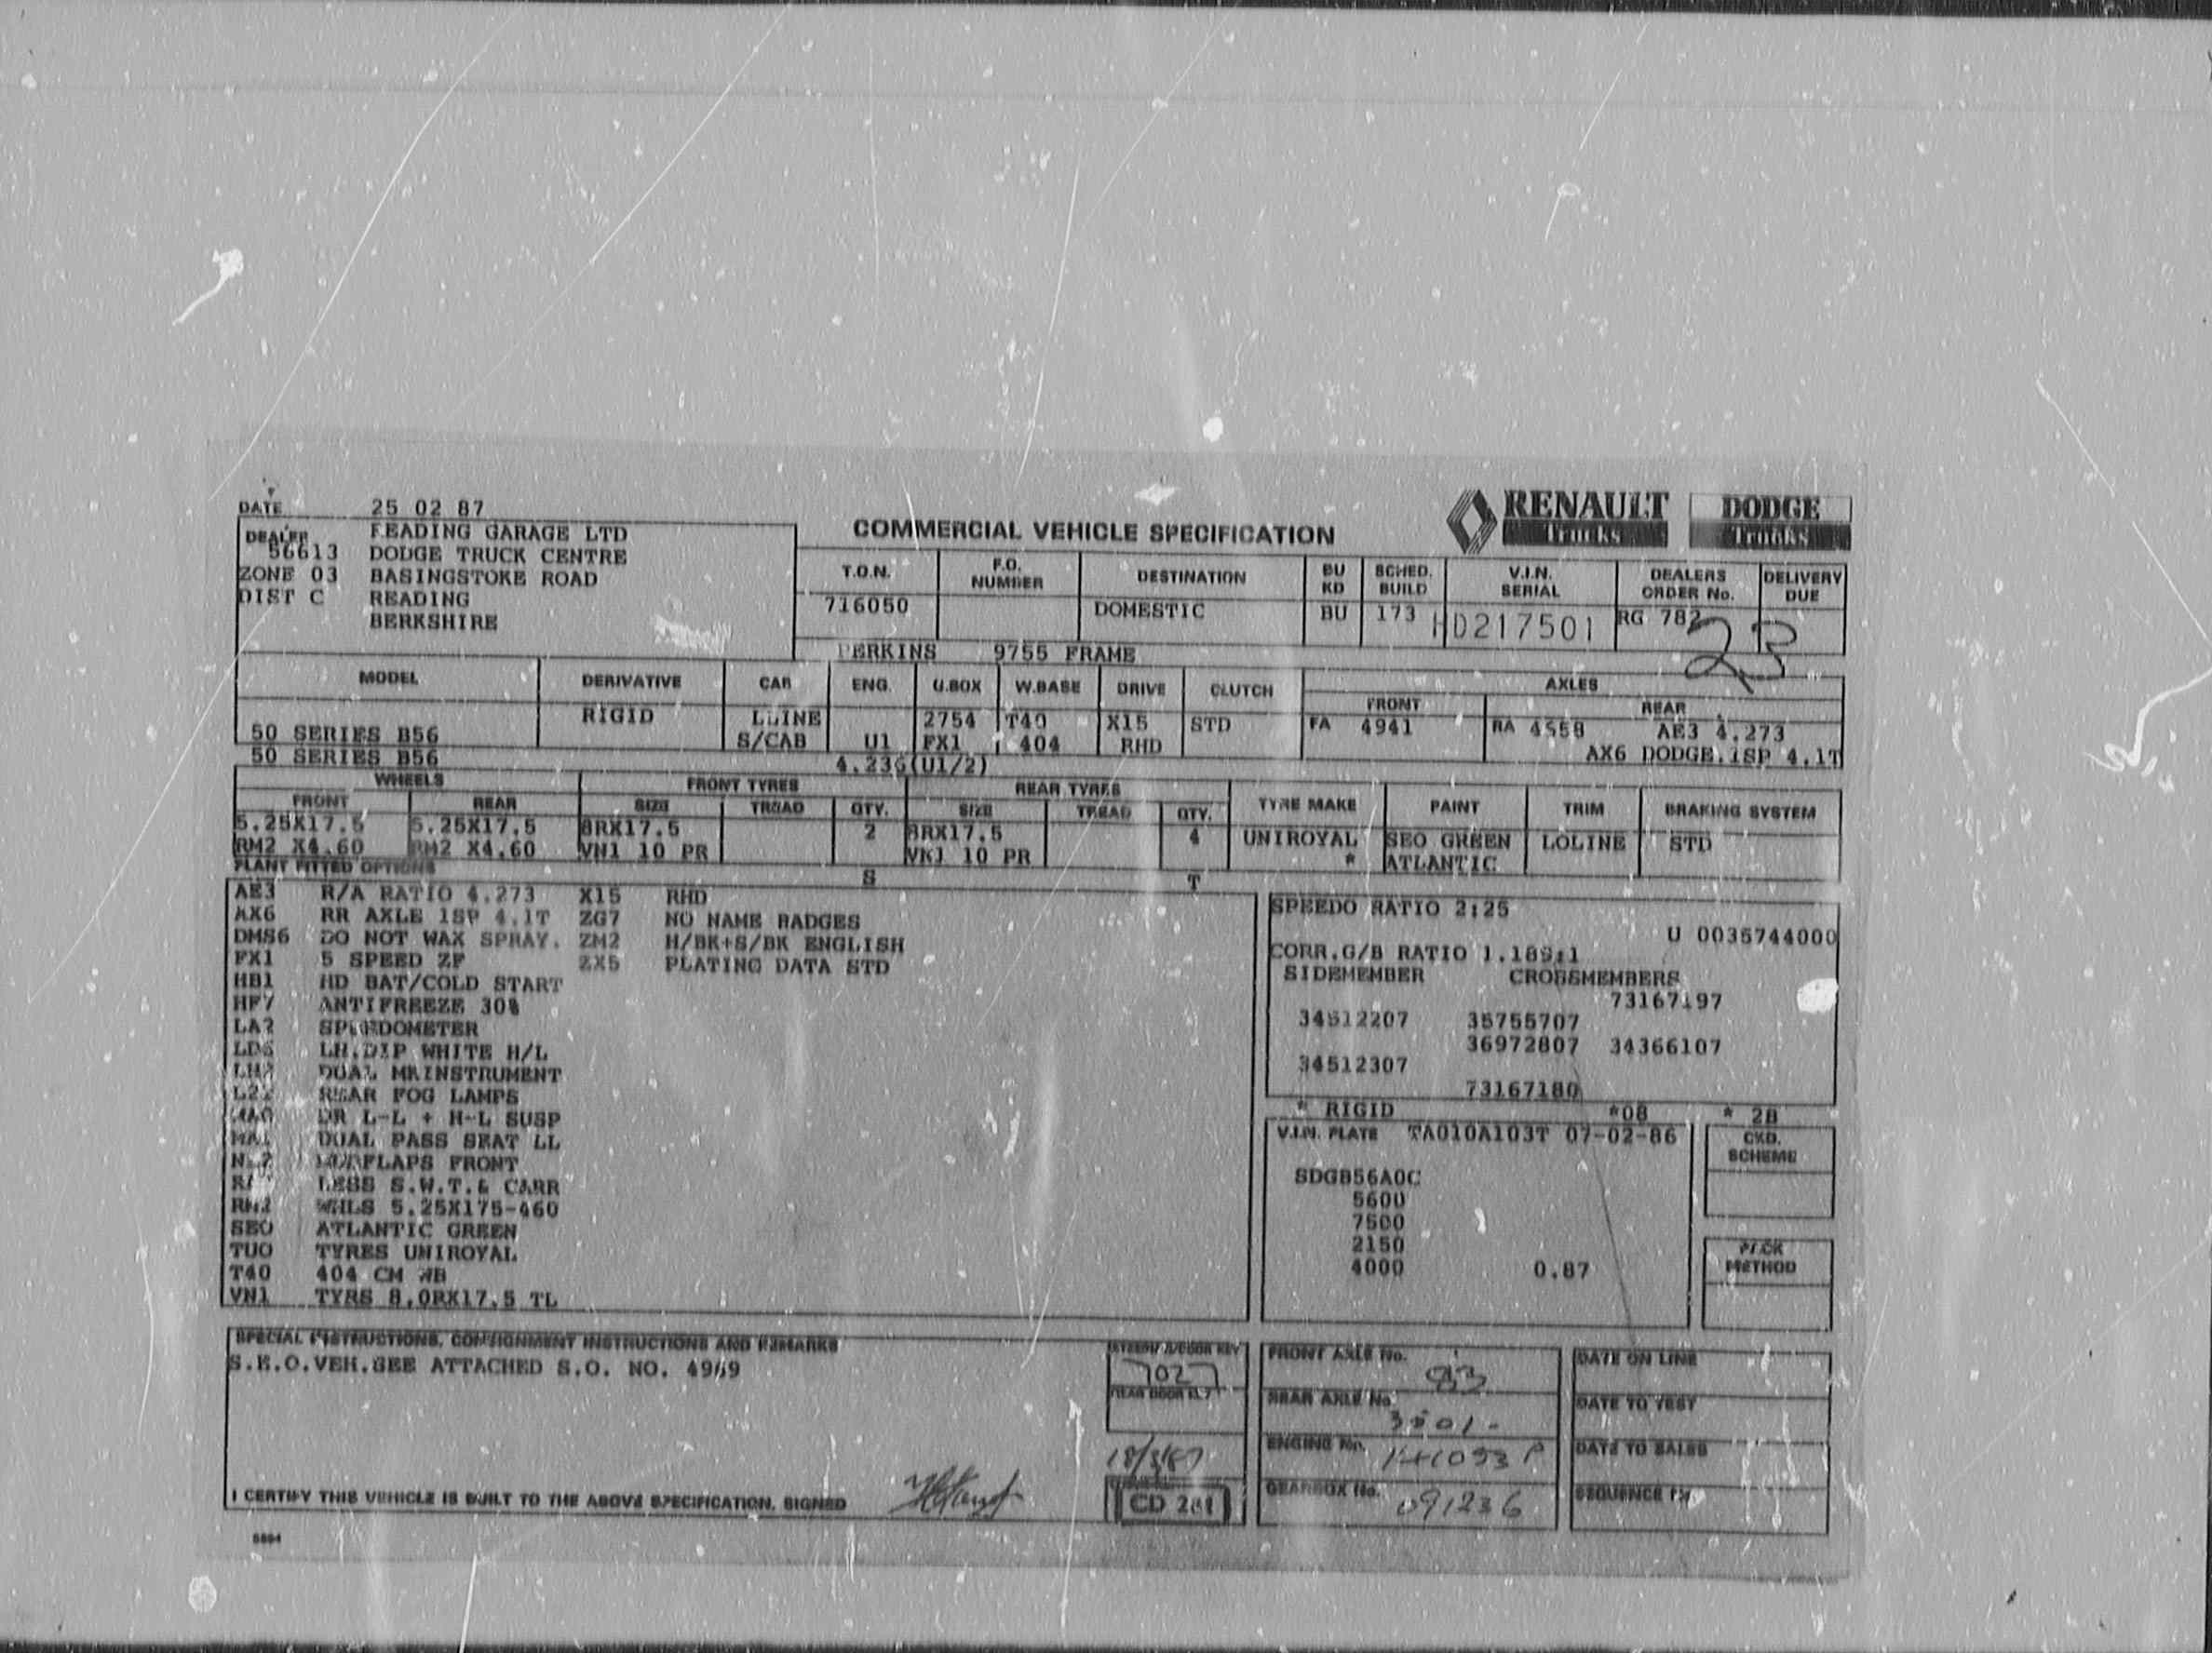 DATE 25 02 87
DEALER READING GARAGE LTD
56613 DODGE TRUCK CENTRE
ZONE 03 BASINGSTOKE ROAD
DIST C READING
BERKSHIRE
COMMERCIAL VEHICLE SPECIFICATION
RENAULT Trucks DODGE Trucks
T.O.N. F.O. NUMBER DESTINATION BU KD SCHED. BUILD V.I.N. SERIAL DEALERS ORDER No. DELIVERY DUE
716050 DOMESTIC BU 173 HD217501 RG 782
23
PERKINS 9755 FRAME
MODEL DERIVATIVE CAB ENG. G.BOX W.BASE DRIVE CLUTCH AXLES
FRONT REAR
RIGID LLINE 2754 T40 X15 STD FA 4941 RA 4558 AE3 4.273
50 SERIES B56 S/CAB U1 FX1 404 RHD AX6 DODGE.1SP 4.1T
50 SERIES B56 4.236(U1/2)
WHEELS FRONT TYRES REAR TYRES TYRE MAKE PAINT TRIM BRAKING SYSTEM
FRONT REAR SIZE TREAD QTY. SIZE TREAD QTY.
5.25X17.5 5.25X17.5 8RX17.5 2 8RX17.5 4 UNIROYAL SEO GREEN LOLINE STD
RM2 X4.60 RM2 X4.60 VN1 10 PR VKJ 10 PR * ATLANTIC
PLANT FITTED OPTIONS S T
AE3 R/A RATIO 4.273 X15 RHD
AX6 RR AXLE 1SP 4.1T ZG7 NO NAME BADGES
DMS6 DO NOT WAX SPRAY. ZM2 H/BK+S/BK ENGLISH
FX1 5 SPEED ZF ZX5 PLATING DATA STD
HB1 HD BAT/COLD START
HF7 ANTIFREEZE 30%
LA2 SPEEDOMETER
LD6 LH.DIP WHITE H/L
DUAL MKINSTRUMENT
REAR FOG LAMPS
DR L-L + H-L SUSP
MA1 DUAL PASS SEAT LL
MUDFLAPS FRONT
LESS S.W.T.& CARR
RM2 WHLS 5.25X175-460
SEO ATLANTIC GREEN
TUO TYRES UNIROYAL
T40 404 CM WB
VN1 TYRS 8.0RX17.5 TL
SPEEDO RATIO 2:25
U 0035744000
CORR.G/B RATIO 1.189:1
SIDEMEMBER CROSSMEMBERS
73167197
34512207 35755707
36972807 34366107
34512307
73167180
* RIGID *08 * 2B
V.I.N. PLATE TA010A103T 07-02-86
SDGB56A0C
5600
7500
2150
4000 0.87
CKD. SCHEME
PACK METHOD
SPECIAL INSTRUCTIONS, CONSIGNMENT INSTRUCTIONS AND REMARKS
S.E.O.VEH.SEE ATTACHED S.O. NO. 4969
7027
18/3/87
CD 201
FRONT AXLE No. 93
REAR AXLE No.
ENGINE No.
GEARBOX No. 091236
DATE ON LINE
DATE TO TEST
DATE TO SALES
SEQUENCE No.
I CERTIFY THIS VEHICLE IS BUILT TO THE ABOVE SPECIFICATION. SIGNED
5884